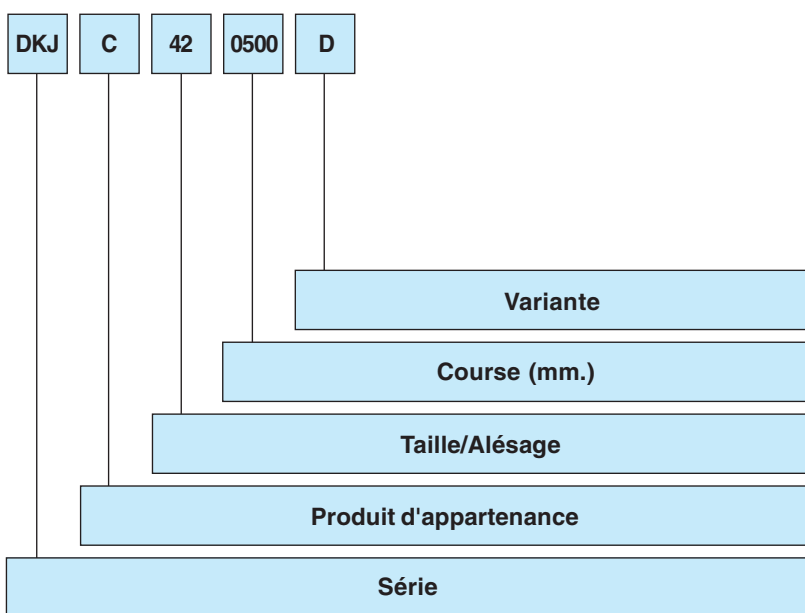 DKJ C 42 0500 D
Variante
Course (mm.)
Taille/Alésage
Produit d'appartenance
Série